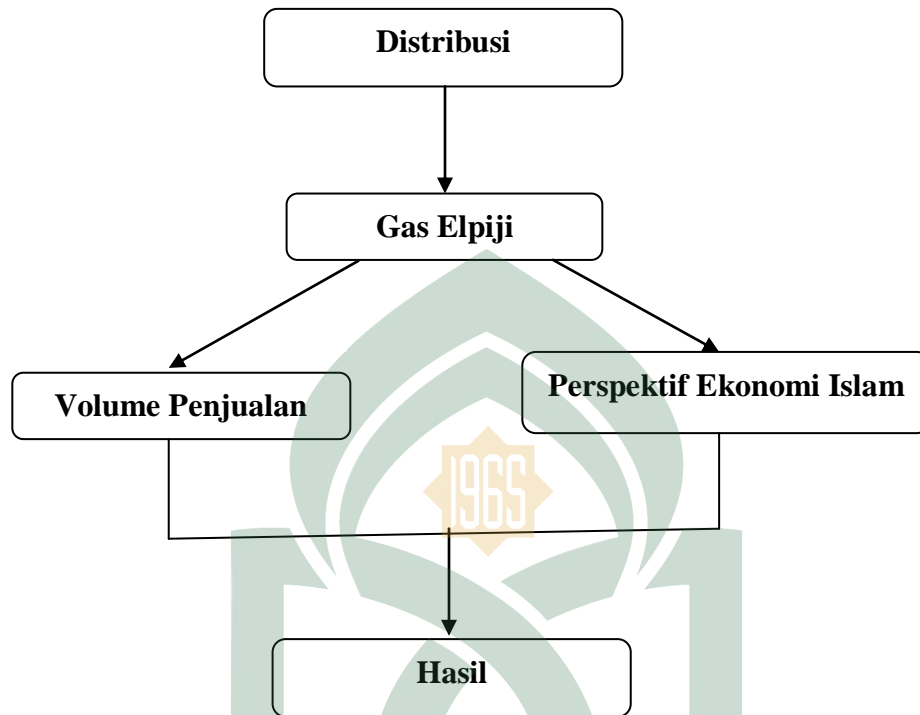 Distribusi
Gas Elpiji
Volume Penjualan
Perspektif Ekonomi Islam
1965
Hasil